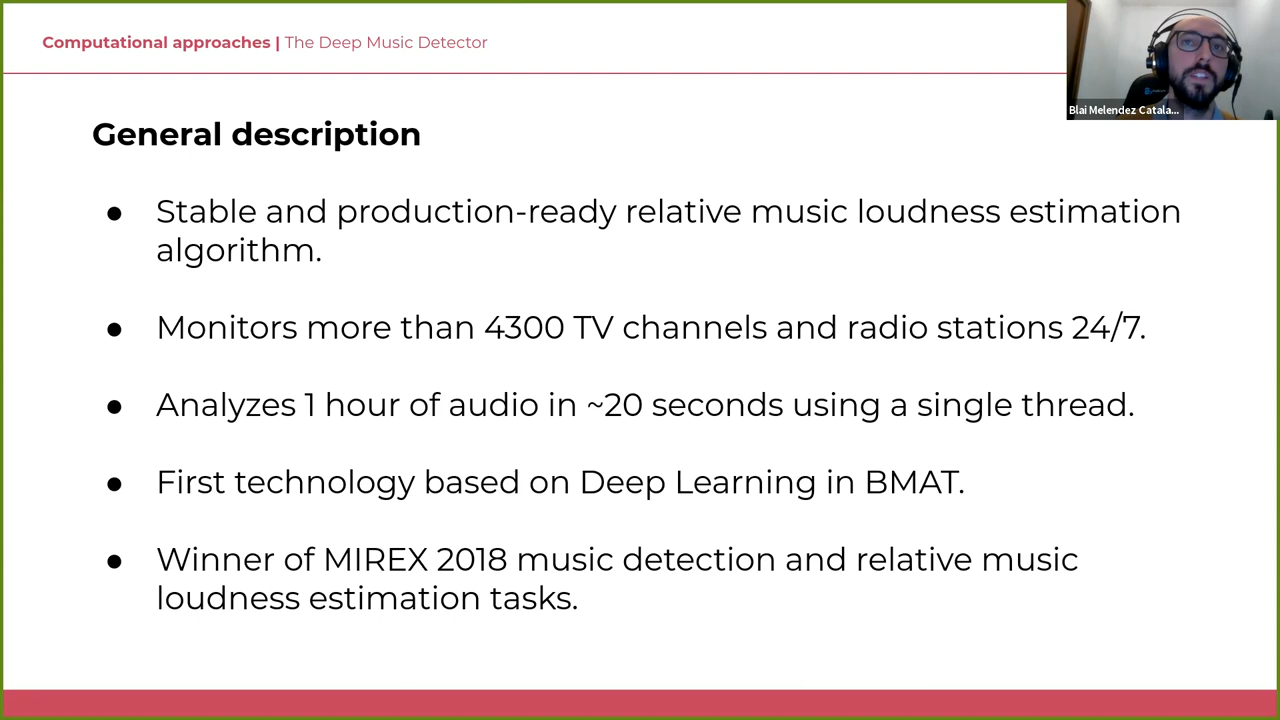 Computational approaches | The Deep Music Detector
Blai Melendez Catala...
General description
● Stable and production-ready relative music loudness estimation
algorithm.
● Monitors more than 4300 TV channels and radio stations 24/7.
● Analyzes 1 hour of audio in ~20 seconds using a single thread.
● First technology based on Deep Learning in BMAT.
● Winner of MIREX 2018 music detection and relative music
loudness estimation tasks.